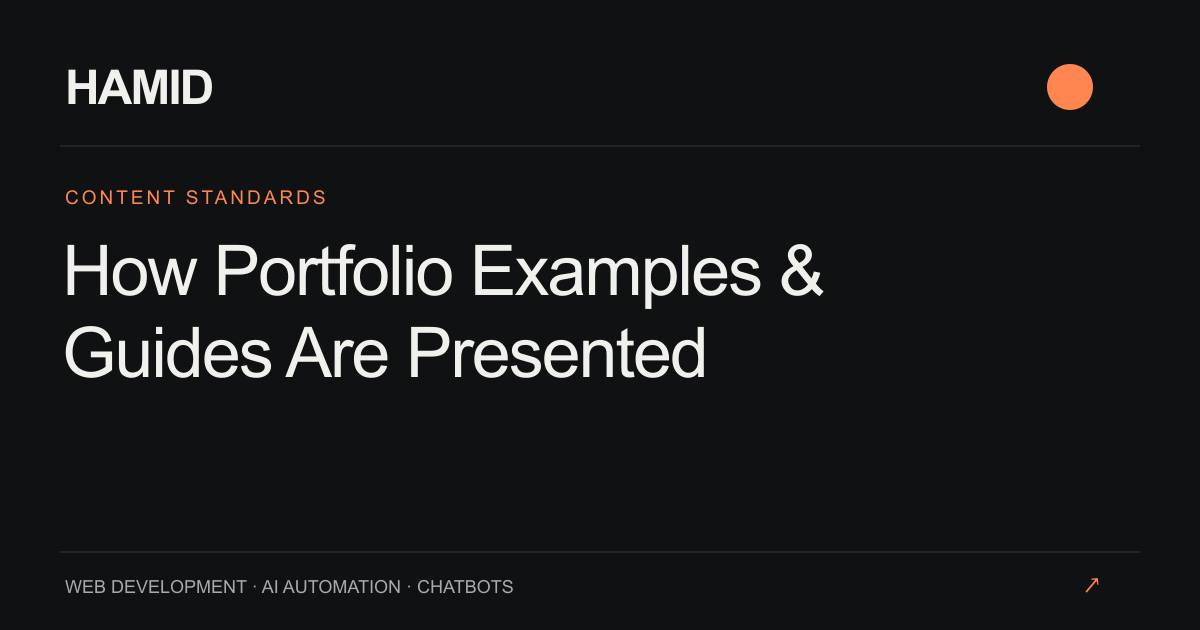 HAMID
CONTENT STANDARDS
How Portfolio Examples &
Guides Are Presented
WEB DEVELOPMENT · AI AUTOMATION · CHATBOTS
↗